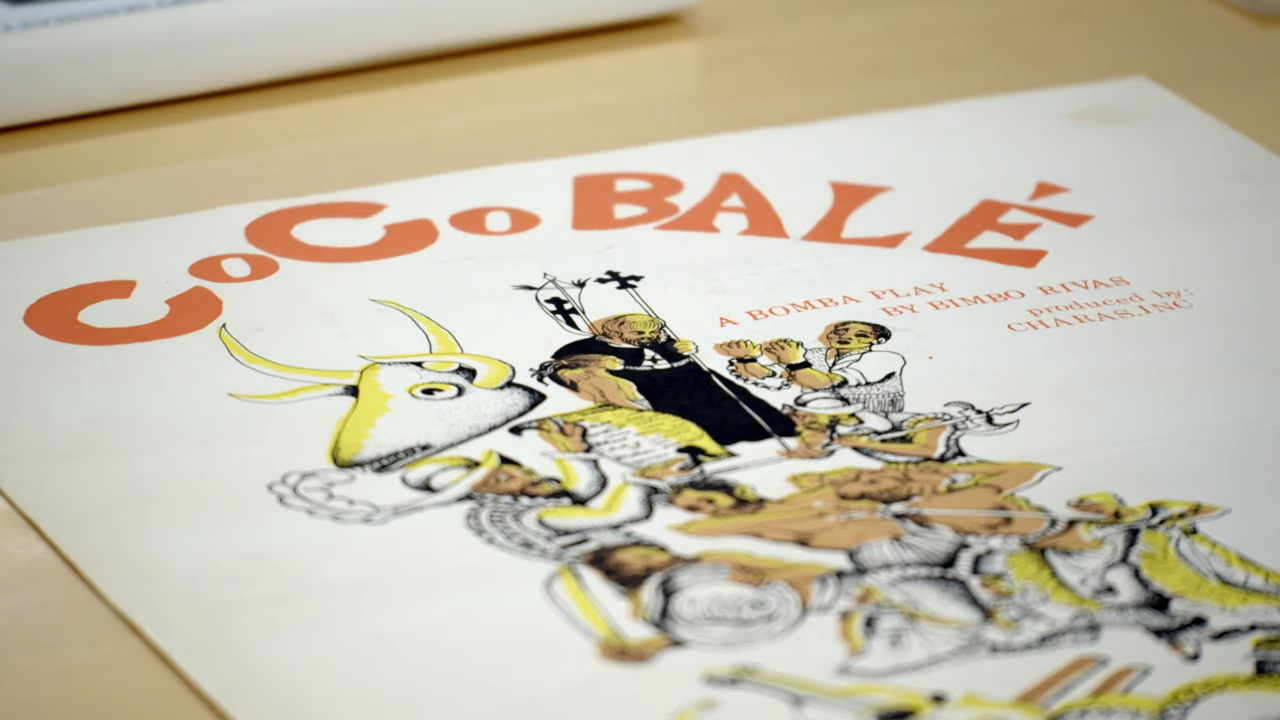 CoCoBALÉ
A BOMBA PLAY
BY BIMBO RIVAS
produced by:
CHARAS, INC